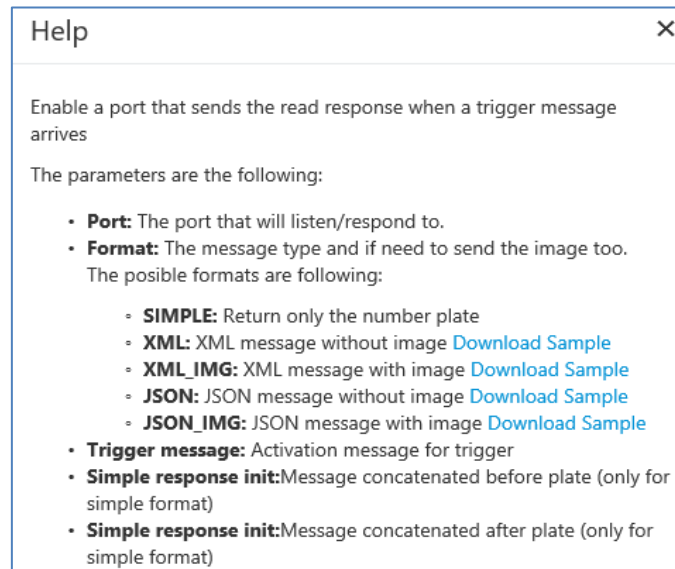 Help
Enable a port that sends the read response when a trigger message
arrives
The parameters are the following:
• Port: The port that will listen/respond to.
• Format: The message type and if need to send the image too.
The posible formats are following:
◦ SIMPLE: Return only the number plate
◦ XML: XML message without image Download Sample
◦ XML_IMG: XML message with image Download Sample
◦ JSON: JSON message without image Download Sample
◦ JSON_IMG: JSON message with image Download Sample
• Trigger message: Activation message for trigger
• Simple response init:Message concatenated before plate (only for
simple format)
• Simple response init:Message concatenated after plate (only for
simple format)